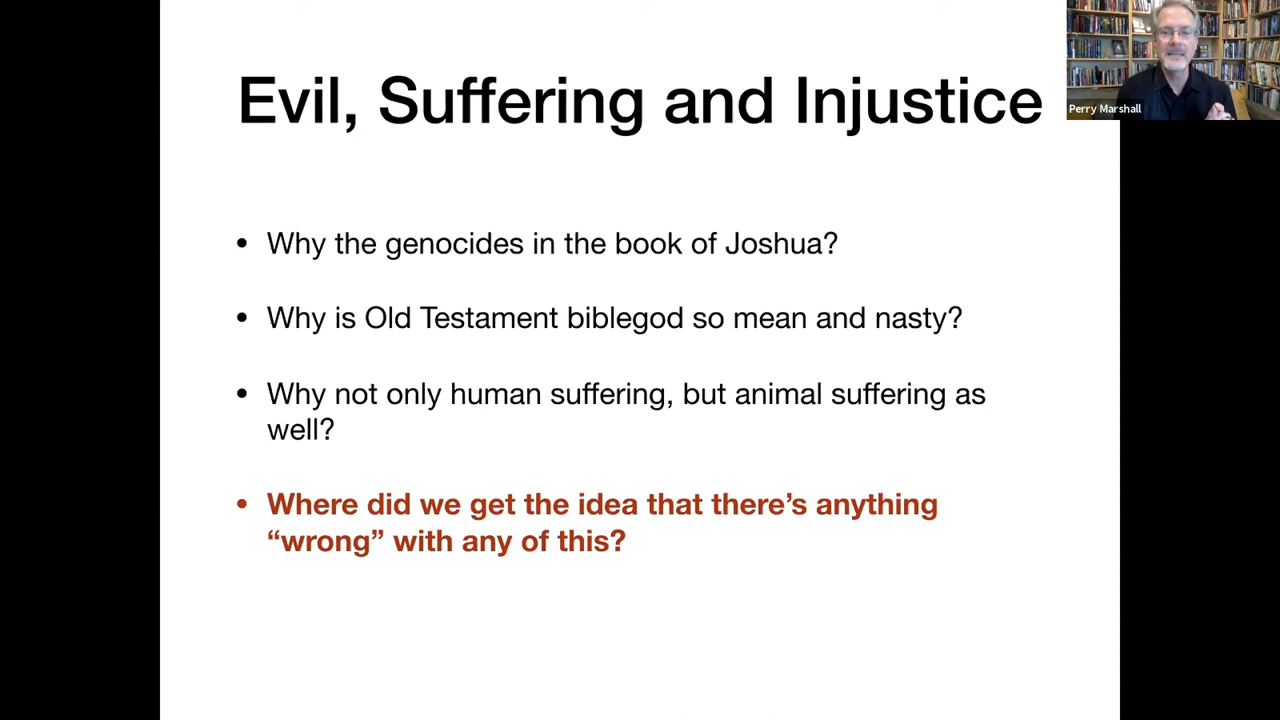 Evil, Suffering and Injustice
Perry Marshall
• Why the genocides in the book of Joshua?
• Why is Old Testament biblegod so mean and nasty?
• Why not only human suffering, but animal suffering as
well?
• Where did we get the idea that there’s anything
“wrong” with any of this?